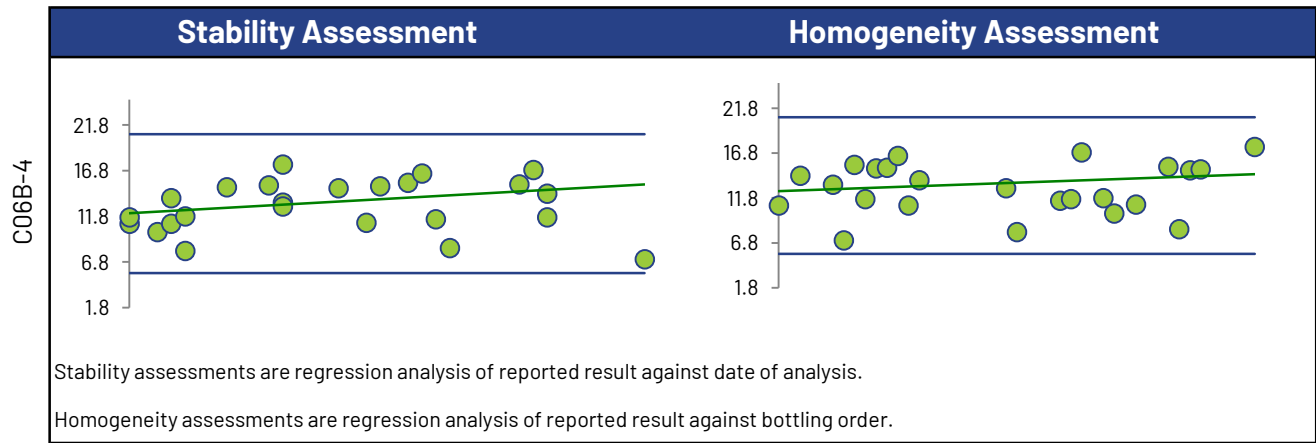 Stability Assessment
Homogeneity Assessment
C06B-4
21.8
16.8
11.8
6.8
1.8
21.8
16.8
11.8
6.8
1.8
Stability assessments are regression analysis of reported result against date of analysis.
Homogeneity assessments are regression analysis of reported result against bottling order.